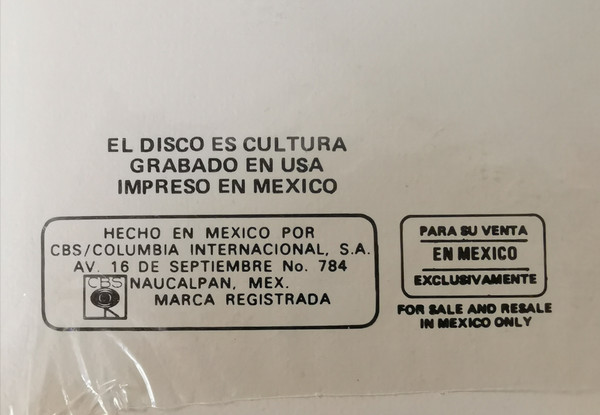 EL DISCO ES CULTURA
GRABADO EN USA
IMPRESO EN MEXICO
HECHO EN MEXICO POR
CBS/COLUMBIA INTERNACIONAL, S.A.
AV. 16 DE SEPTIEMBRE No. 784
NAUCALPAN, MEX.
CBS
MARCA REGISTRADA
PARA SU VENTA
EN MEXICO
EXCLUSIVAMENTE
FOR SALE AND RESALE
IN MEXICO ONLY